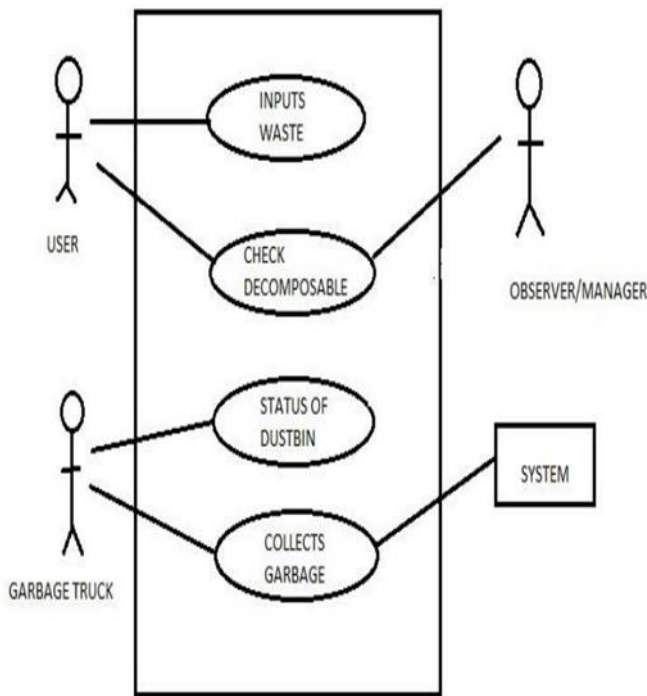 INPUTS
WASTE
USER
CHECK
DECOMPOSABLE
OBSERVER/MANAGER
STATUS OF
DUSTBIN
SYSTEM
COLLECTS
GARBAGE
GARBAGE TRUCK